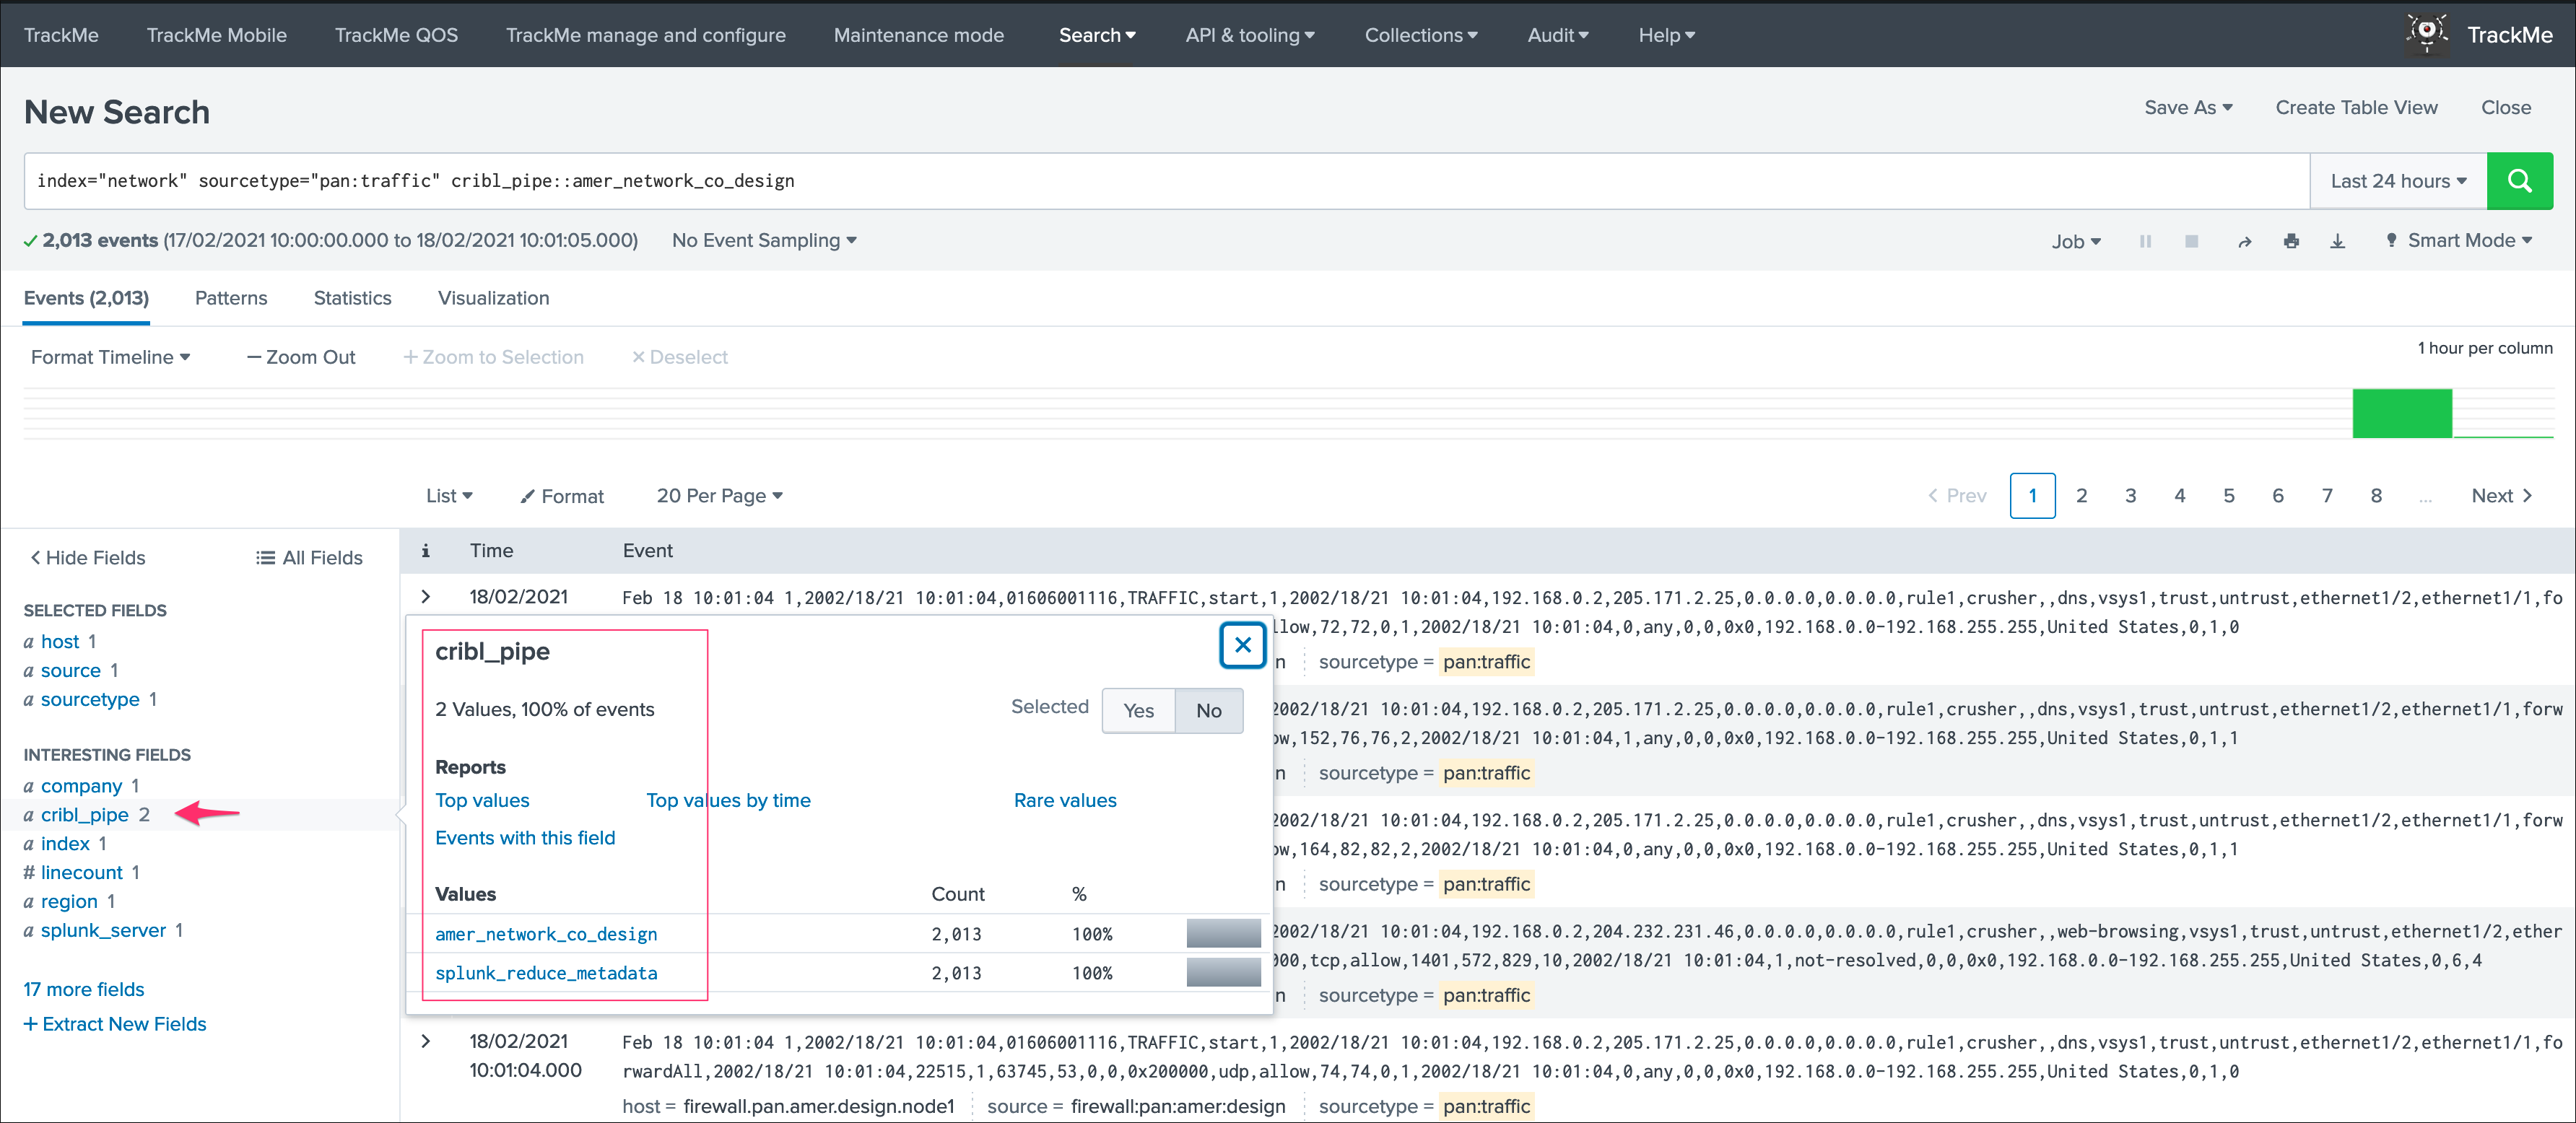 TrackMe TrackMe Mobile TrackMe QOS TrackMe manage and configure Maintenance mode Search API & tooling Collections Audit Help TrackMe
New Search
Save As Create Table View Close
index="network" sourcetype="pan:traffic" cribl_pipe::amer_network_co_design
Last 24 hours
2,013 events (17/02/2021 10:00:00.000 to 18/02/2021 10:01:05.000) No Event Sampling
Job Smart Mode
Events (2,013) Patterns Statistics Visualization
Format Timeline — Zoom Out + Zoom to Selection × Deselect
1 hour per column
List Format 20 Per Page
< Prev 1 2 3 4 5 6 7 8 ... Next >
< Hide Fields All Fields
SELECTED FIELDS
a host 1
a source 1
a sourcetype 1
INTERESTING FIELDS
a company 1
a cribl_pipe 2
a index 1
# linecount 1
a region 1
a splunk_server 1
17 more fields
+ Extract New Fields
i Time Event
> 18/02/2021 Feb 18 10:01:04 1,2002/18/21 10:01:04,01606001116,TRAFFIC,start,1,2002/18/21 10:01:04,192.168.0.2,205.171.2.25,0.0.0.0,0.0.0.0,rule1,crusher,,dns,vsys1,trust,untrust,ethernet1/2,ethernet1/1,fo
llow,72,72,0,1,2002/18/21 10:01:04,0,any,0,0,0x0,192.168.0.0-192.168.255.255,United States,0,1,0
n sourcetype = pan:traffic
2002/18/21 10:01:04,192.168.0.2,205.171.2.25,0.0.0.0,0.0.0.0,rule1,crusher,,dns,vsys1,trust,untrust,ethernet1/2,ethernet1/1,forw
ow,152,76,76,2,2002/18/21 10:01:04,1,any,0,0,0x0,192.168.0.0-192.168.255.255,United States,0,1,1
n sourcetype = pan:traffic
2002/18/21 10:01:04,192.168.0.2,205.171.2.25,0.0.0.0,0.0.0.0,rule1,crusher,,dns,vsys1,trust,untrust,ethernet1/2,ethernet1/1,forw
ow,164,82,82,2,2002/18/21 10:01:04,0,any,0,0,0x0,192.168.0.0-192.168.255.255,United States,0,1,1
n sourcetype = pan:traffic
2002/18/21 10:01:04,192.168.0.2,204.232.231.46,0.0.0.0,0.0.0.0,rule1,crusher,,web-browsing,vsys1,trust,untrust,ethernet1/2,ether
000,tcp,allow,1401,572,829,10,2002/18/21 10:01:04,1,not-resolved,0,0,0x0,192.168.0.0-192.168.255.255,United States,0,6,4
n sourcetype = pan:traffic
cribl_pipe
2 Values, 100% of events
Selected Yes No
Reports
Top values Top values by time Rare values
Events with this field
Values Count %
amer_network_co_design 2,013 100%
splunk_reduce_metadata 2,013 100%
> 18/02/2021 Feb 18 10:01:04 1,2002/18/21 10:01:04,01606001116,TRAFFIC,start,1,2002/18/21 10:01:04,192.168.0.2,205.171.2.25,0.0.0.0,0.0.0.0,rule1,crusher,,dns,vsys1,trust,untrust,ethernet1/2,ethernet1/1,fo
10:01:04.000 rwardAll,2002/18/21 10:01:04,22515,1,63745,53,0,0,0x200000,udp,allow,74,74,0,1,2002/18/21 10:01:04,0,any,0,0,0x0,192.168.0.0-192.168.255.255,United States,0,1,0
host = firewall.pan.amer.design.node1 source = firewall:pan:amer:design sourcetype = pan:traffic